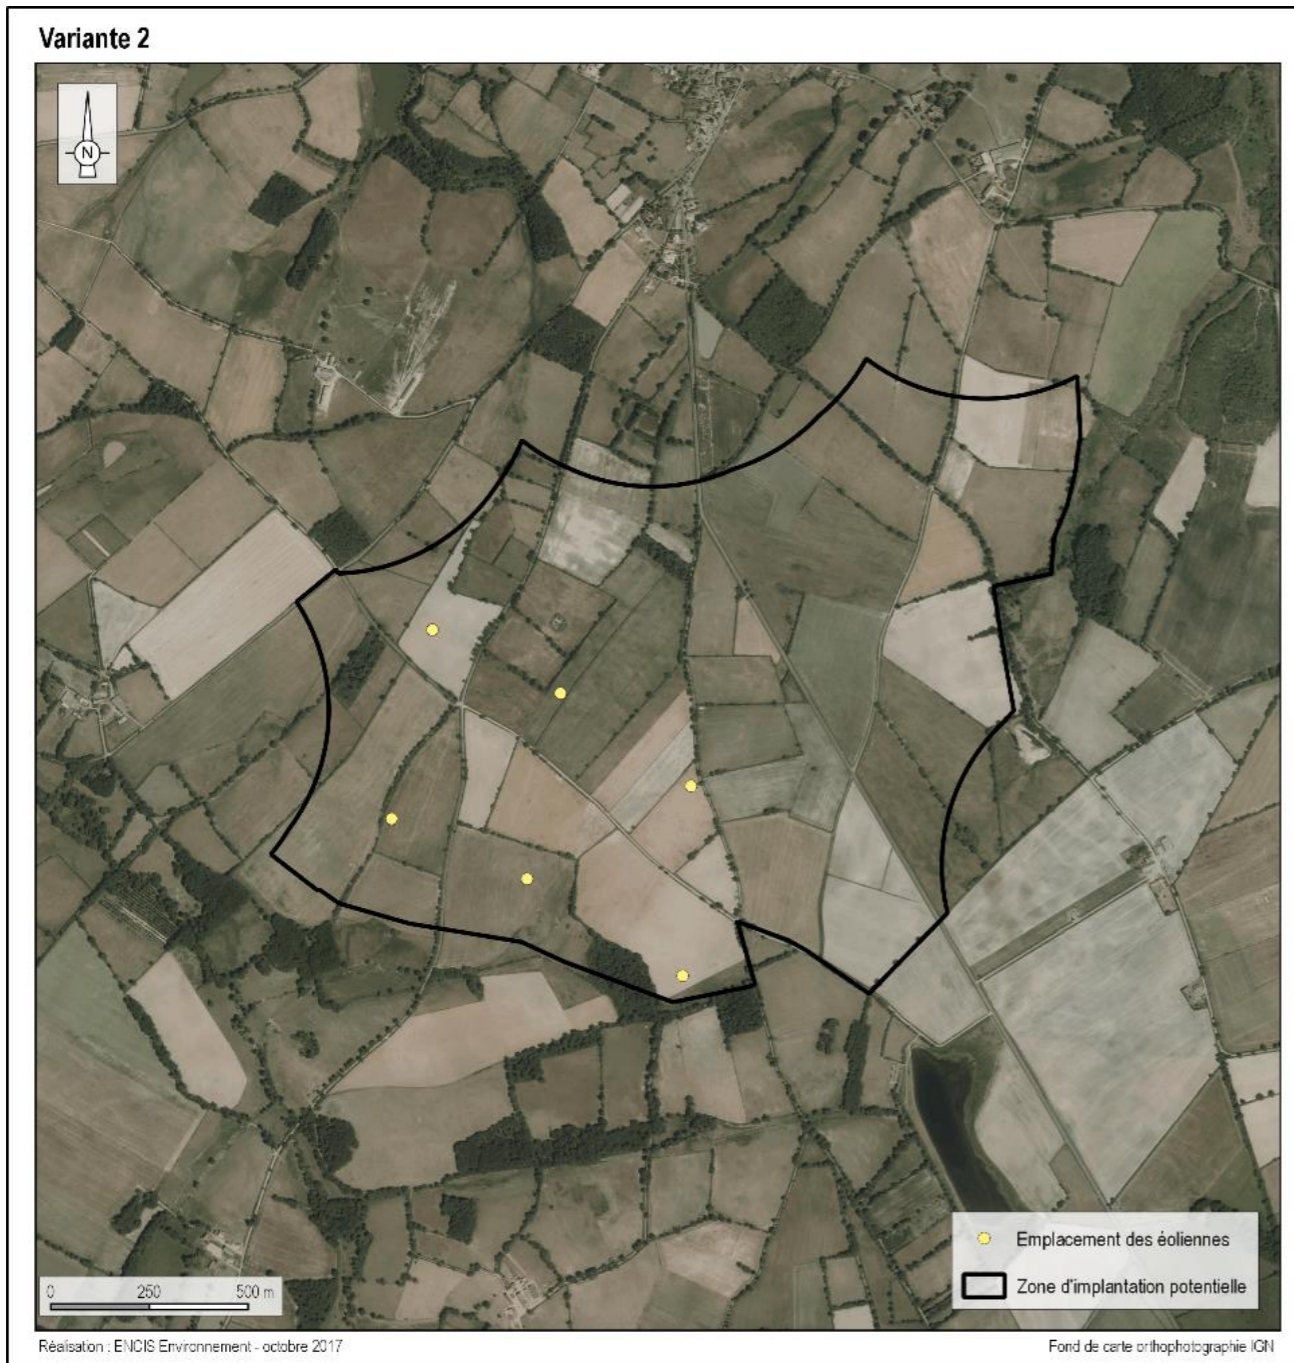 Variante 2
N
Emplacement des éoliennes
Zone d'implantation potentielle
0 250 500 m
Réalisation : ENCIS Environnement - octobre 2017
Fond de carte orthophotographie IGN